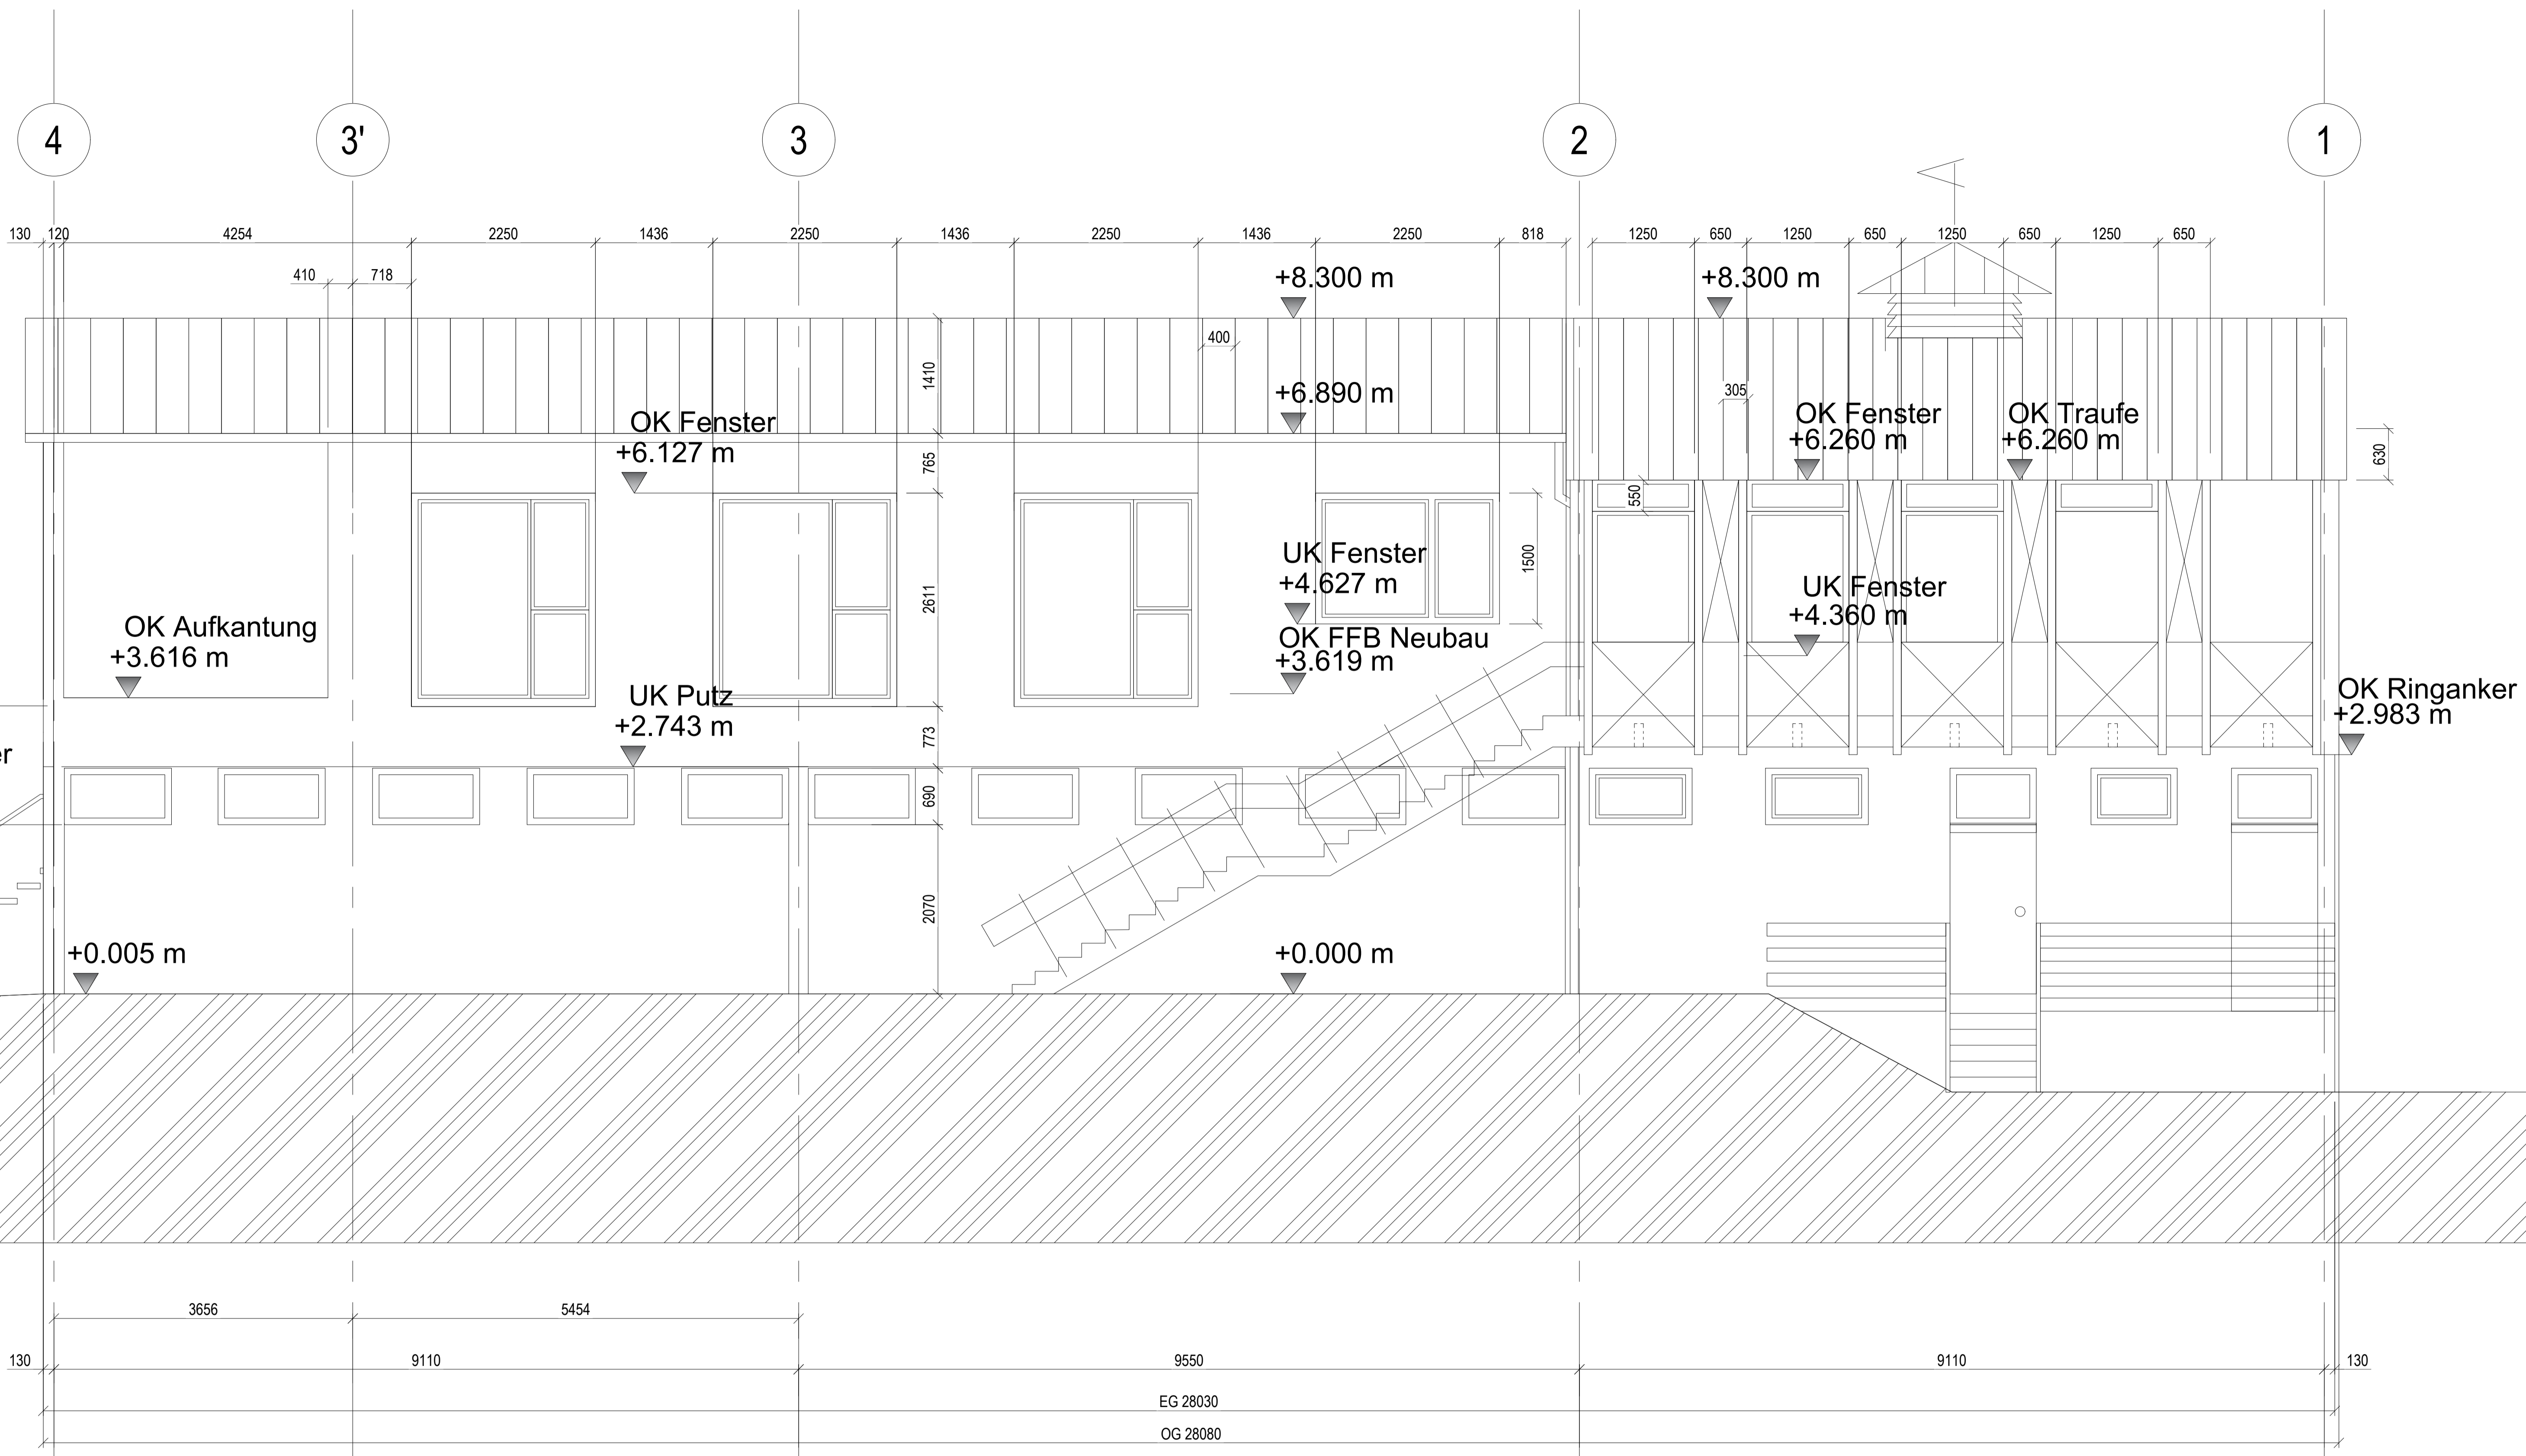 4
3'
3
2
1
130
120
4254
2250
1436
2250
1436
2250
1436
2250
818
1250
650
1250
650
1250
650
1250
650
410
718
+8.300 m
+8.300 m
400
1410
305
+6.890 m
OK Fenster
+6.127 m
OK Fenster
+6.260 m
OK Traufe
+6.260 m
630
765
550
1500
UK Fenster
+4.627 m
UK Fenster
+4.360 m
2611
OK Aufkantung
+3.616 m
OK FFB Neubau
+3.619 m
UK Putz
+2.743 m
OK Ringanker
+2.983 m
773
er
690
2070
+0.005 m
+0.000 m
3656
5454
130
9110
9550
9110
130
EG 28030
OG 28080